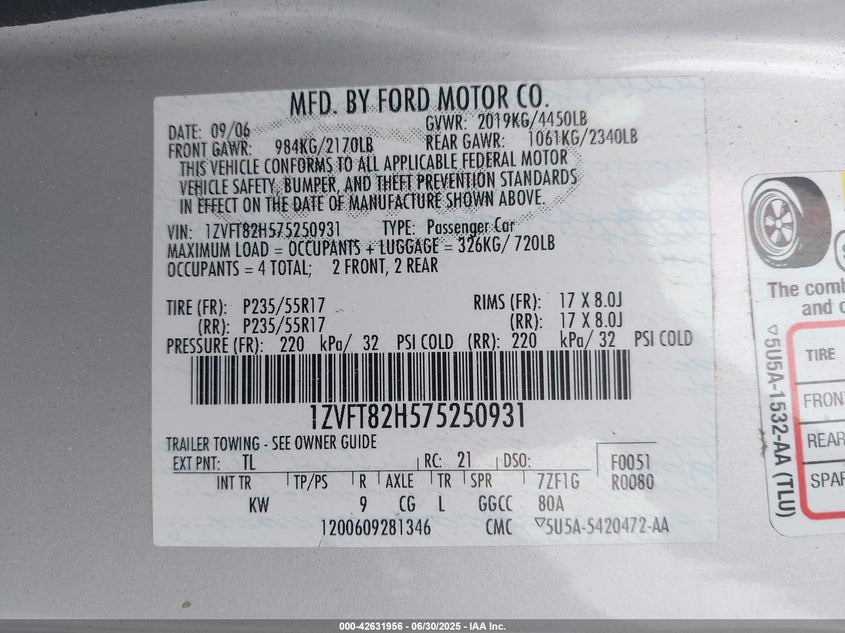 MFD. BY FORD MOTOR CO.
DATE: 09/06 GVWR: 2019KG/4450LB
FRONT GAWR: 984KG/2170LB REAR GAWR: 1061KG/2340LB
THIS VEHICLE CONFORMS TO ALL APPLICABLE FEDERAL MOTOR
VEHICLE SAFETY, BUMPER, AND THEFT PREVENTION STANDARDS
IN EFFECT ON THE DATE OF MANUFACTURE SHOWN ABOVE.
VIN: 1ZVFT82H575250931 TYPE: Passenger Car
MAXIMUM LOAD = OCCUPANTS + LUGGAGE = 326KG/ 720LB
OCCUPANTS = 4 TOTAL; 2 FRONT, 2 REAR
TIRE (FR): P235/55R17 RIMS (FR): 17 X 8.0J
(RR): P235/55R17 (RR): 17 X 8.0J
PRESSURE (FR): 220 kPa/ 32 PSI COLD (RR): 220 kPa/ 32 PSI COLD
1ZVFT82H575250931
TRAILER TOWING - SEE OWNER GUIDE
EXT PNT: TL RC: 21 DSO: F0051
INT TR TP/PS R AXLE TR SPR 7ZF1G R0080
KW 9 CG L GGCC 80A
1200609281346 CMC ▽5U5A-5420472-AA
The comb
and c
TIRE
FRON
REAR
SPAR
▽5U5A-1532-AA (TLU)
000-42631956 - 06/30/2025 - IAA Inc.